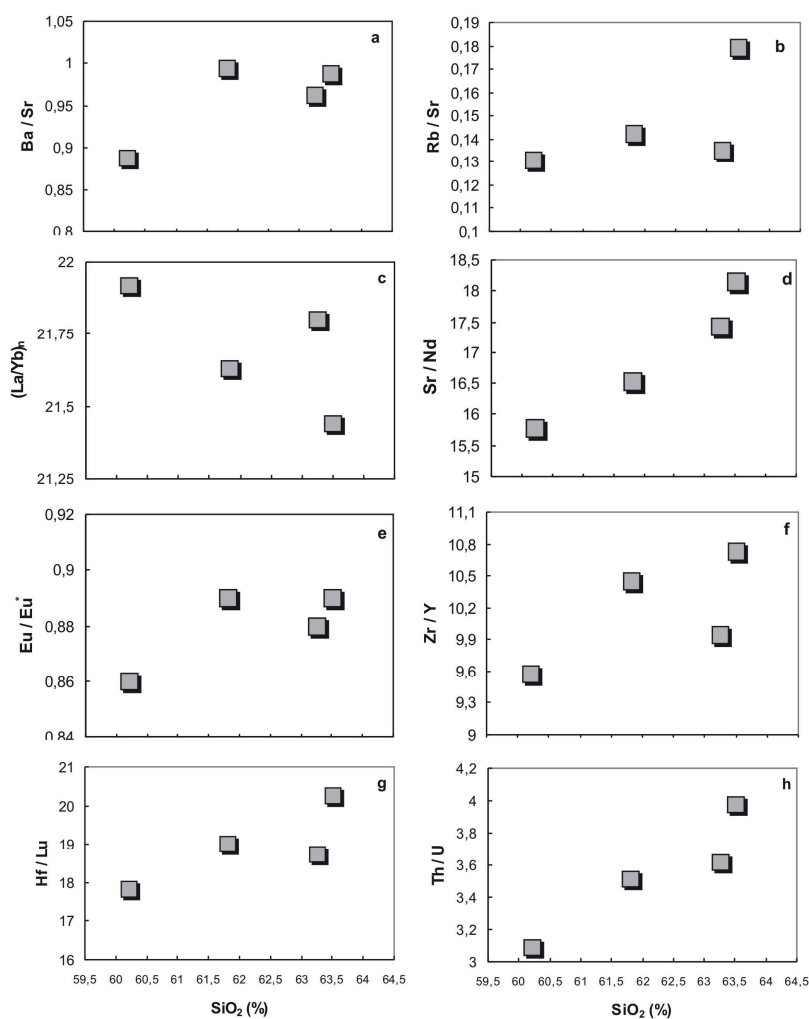 1,05
1
0,95
0,9
0,85
0,8
Ba / Sr
a
0,19
0,18
0,17
0,16
0,15
0,14
0,13
0,12
0,11
0,1
Rb / Sr
b
22
21,75
21,5
21,25
(La/Yb)n
c
18,5
18
17,5
17
16,5
16
15,5
15
Sr / Nd
d
0,92
0,9
0,88
0,86
0,84
Eu / Eu*
e
11,1
10,8
10,5
10,2
9,9
9,6
9,3
9
Zr / Y
f
21
20
19
18
17
16
Hf / Lu
g
59,5 60 60,5 61 61,5 62 62,5 63 63,5 64 64,5
SiO₂ (%)
4,2
4
3,8
3,6
3,4
3,2
3
Th / U
h
59,5 60 60,5 61 61,5 62 62,5 63 63,5 64 64,5
SiO₂ (%)